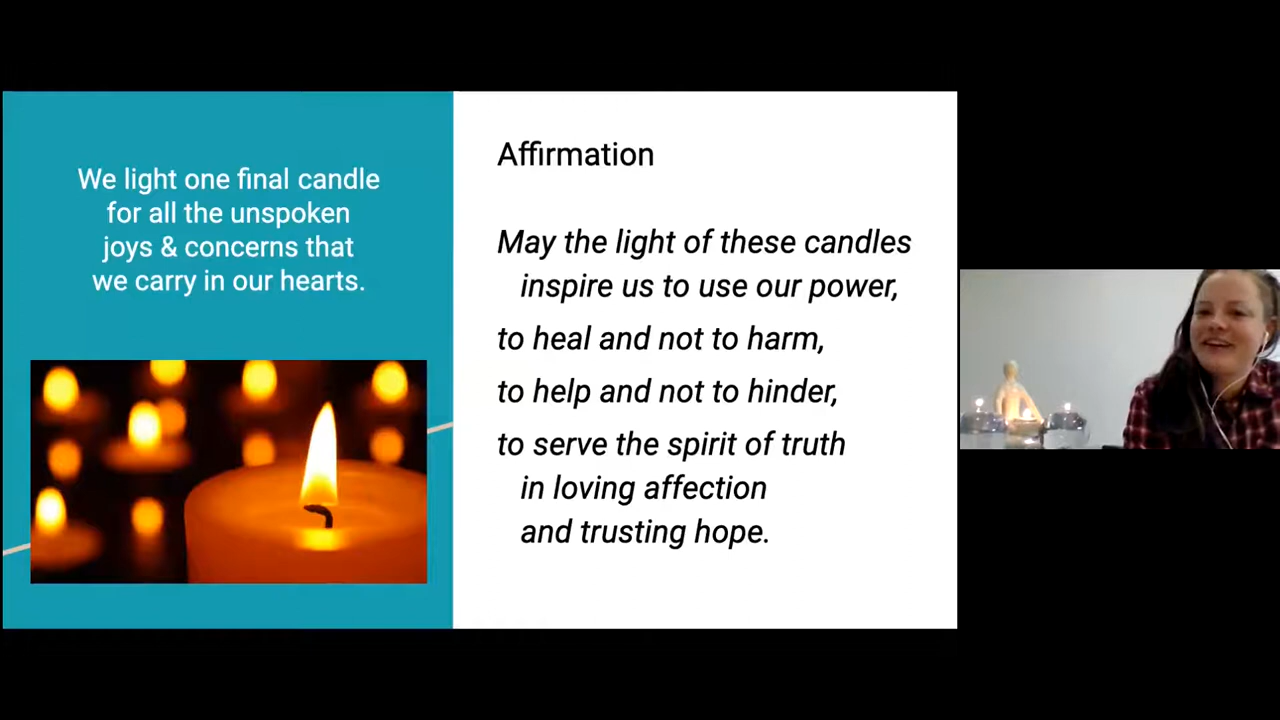 We light one final candle
for all the unspoken
joys & concerns that
we carry in our hearts.
Affirmation
May the light of these candles
inspire us to use our power,
to heal and not to harm,
to help and not to hinder,
to serve the spirit of truth
in loving affection
and trusting hope.